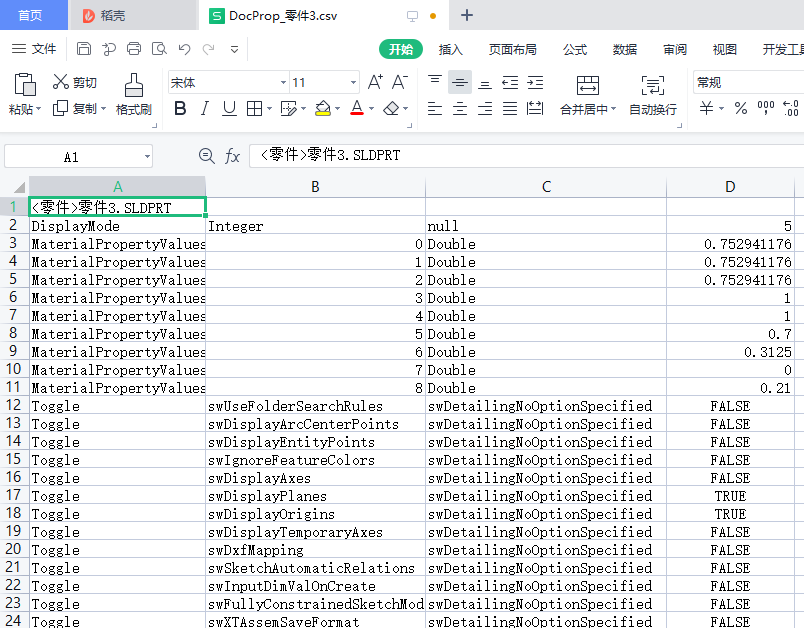 首页 稻壳 S DocProp_零件3.csv +
文件 开始 插入 页面布局 公式 数据 审阅 视图 开发工
剪切 宋体 11 A+ A- 常规
粘贴 复制 格式刷 B I U A 合并居中 自动换行 ¥ % 000 .00
A1 fx <零件>零件3.SLDPRT
A B C D
1 <零件>零件3.SLDPRT
2 DisplayMode Integer null 5
3 MaterialPropertyValues 0 Double 0.752941176
4 MaterialPropertyValues 1 Double 0.752941176
5 MaterialPropertyValues 2 Double 0.752941176
6 MaterialPropertyValues 3 Double 1
7 MaterialPropertyValues 4 Double 1
8 MaterialPropertyValues 5 Double 0.7
9 MaterialPropertyValues 6 Double 0.3125
10 MaterialPropertyValues 7 Double 0
11 MaterialPropertyValues 8 Double 0.21
12 Toggle swUseFolderSearchRules swDetailingNoOptionSpecified FALSE
13 Toggle swDisplayArcCenterPoints swDetailingNoOptionSpecified FALSE
14 Toggle swDisplayEntityPoints swDetailingNoOptionSpecified FALSE
15 Toggle swIgnoreFeatureColors swDetailingNoOptionSpecified FALSE
16 Toggle swDisplayAxes swDetailingNoOptionSpecified FALSE
17 Toggle swDisplayPlanes swDetailingNoOptionSpecified TRUE
18 Toggle swDisplayOrigins swDetailingNoOptionSpecified TRUE
19 Toggle swDisplayTemporaryAxes swDetailingNoOptionSpecified FALSE
20 Toggle swDxfMapping swDetailingNoOptionSpecified FALSE
21 Toggle swSketchAutomaticRelations swDetailingNoOptionSpecified FALSE
22 Toggle swInputDimValOnCreate swDetailingNoOptionSpecified FALSE
23 Toggle swFullyConstrainedSketchMod swDetailingNoOptionSpecified FALSE
24 Toggle swXTAssemSaveFormat swDetailingNoOptionSpecified FALSE